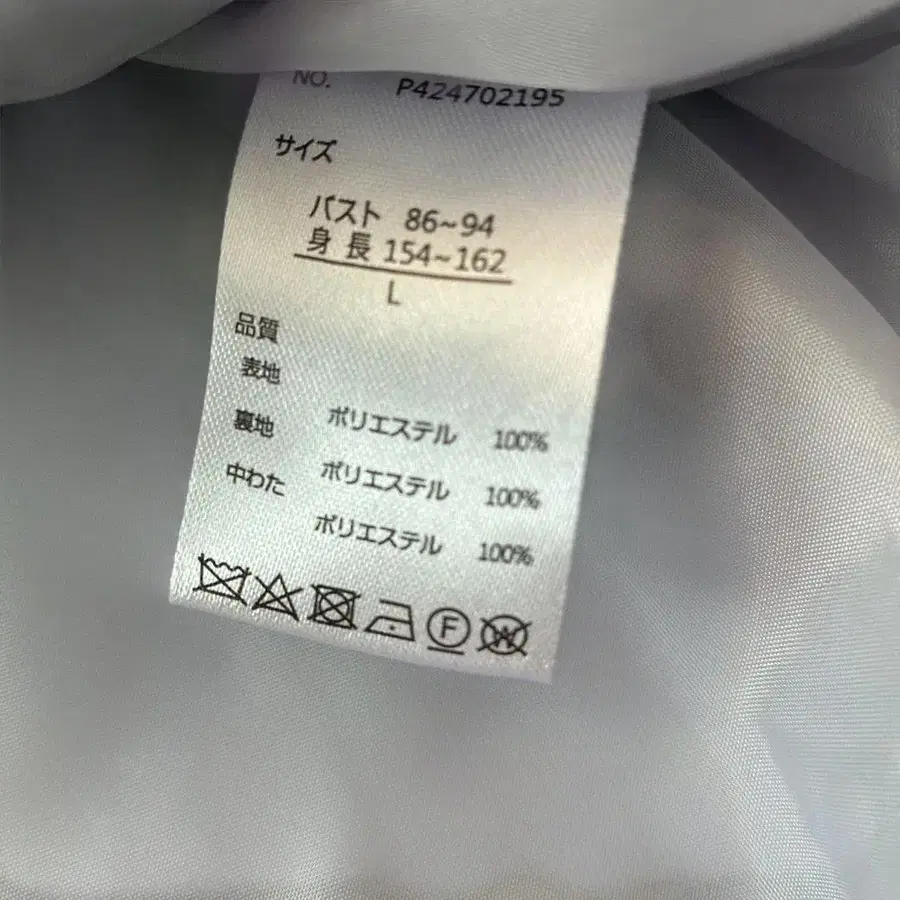 NO. P424702195
サイズ
バスト 86~94
身長 154~162
L
品質
表地
裏地 ポリエステル 100%
中わた ポリエステル 100%
ポリエステル 100%
F
W